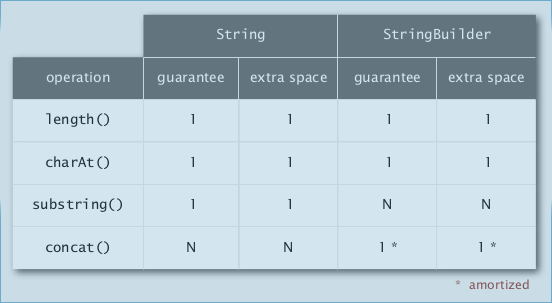 String StringBuilder
operation guarantee extra space guarantee extra space
length() 1 1 1 1
charAt() 1 1 1 1
substring() 1 1 N N
concat() N N 1 * 1 *
* amortized